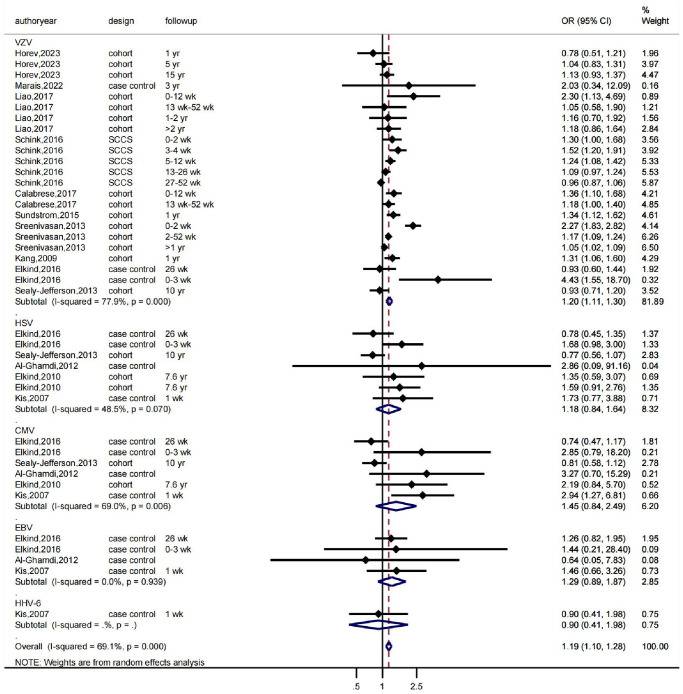 authoryear design followup OR (95% CI) % Weight
VZV
Horev,2023 cohort 1 yr 0.78 (0.51, 1.21) 1.96
Horev,2023 cohort 5 yr 1.04 (0.83, 1.31) 3.97
Horev,2023 cohort 15 yr 1.13 (0.93, 1.37) 4.47
Marais,2022 case control 3 yr 2.03 (0.34, 12.09) 0.16
Liao,2017 cohort 0-12 wk 2.30 (1.13, 4.69) 0.89
Liao,2017 cohort 13 wk-52 wk 1.05 (0.58, 1.90) 1.21
Liao,2017 cohort 1-2 yr 1.16 (0.70, 1.92) 1.56
Liao,2017 cohort >2 yr 1.18 (0.86, 1.64) 2.84
Schink,2016 SCCS 0-2 wk 1.30 (1.00, 1.68) 3.56
Schink,2016 SCCS 3-4 wk 1.52 (1.20, 1.91) 3.92
Schink,2016 SCCS 5-12 wk 1.24 (1.08, 1.42) 5.33
Schink,2016 SCCS 13-26 wk 1.09 (0.97, 1.24) 5.53
Schink,2016 SCCS 27-52 wk 0.96 (0.87, 1.06) 5.87
Calabrese,2017 cohort 0-12 wk 1.36 (1.10, 1.68) 4.21
Calabrese,2017 cohort 13 wk-52 wk 1.18 (1.00, 1.40) 4.85
Sundstrom,2015 cohort 1 yr 1.34 (1.12, 1.62) 4.61
Sreenivasan,2013 cohort 0-2 wk 2.27 (1.83, 2.82) 4.14
Sreenivasan,2013 cohort 2-52 wk 1.17 (1.09, 1.24) 6.26
Sreenivasan,2013 cohort >1 yr 1.05 (1.02, 1.09) 6.50
Kang,2009 cohort 1 yr 1.31 (1.06, 1.60) 4.29
Elkind,2016 case control 26 wk 0.93 (0.60, 1.44) 1.92
Elkind,2016 case control 0-3 wk 4.43 (1.55, 18.70) 0.32
Sealy-Jefferson,2013 cohort 10 yr 0.93 (0.71, 1.20) 3.52
Subtotal (I-squared = 77.9%, p = 0.000) 1.20 (1.11, 1.30) 81.89
.
HSV
Elkind,2016 case control 26 wk 0.78 (0.45, 1.35) 1.37
Elkind,2016 case control 0-3 wk 1.68 (0.98, 3.00) 1.33
Sealy-Jefferson,2013 cohort 10 yr 0.77 (0.56, 1.07) 2.83
Al-Ghamdi,2012 case control 2.86 (0.09, 91.16) 0.04
Elkind,2010 cohort 7.6 yr 1.35 (0.59, 3.07) 0.69
Elkind,2010 cohort 7.6 yr 1.59 (0.91, 2.76) 1.35
Kis,2007 case control 1 wk 1.73 (0.77, 3.88) 0.71
Subtotal (I-squared = 48.5%, p = 0.070) 1.18 (0.84, 1.64) 8.32
.
CMV
Elkind,2016 case control 26 wk 0.74 (0.47, 1.17) 1.81
Elkind,2016 case control 0-3 wk 2.85 (0.79, 18.20) 0.21
Sealy-Jefferson,2013 cohort 10 yr 0.81 (0.58, 1.12) 2.78
Al-Ghamdi,2012 case control 3.27 (0.70, 15.29) 0.21
Elkind,2010 cohort 7.6 yr 2.19 (0.84, 5.70) 0.52
Kis,2007 case control 1 wk 2.94 (1.27, 6.81) 0.66
Subtotal (I-squared = 69.0%, p = 0.006) 1.45 (0.84, 2.49) 6.20
.
EBV
Elkind,2016 case control 26 wk 1.26 (0.82, 1.95) 1.95
Elkind,2016 case control 0-3 wk 1.44 (0.21, 28.40) 0.09
Al-Ghamdi,2012 case control 0.64 (0.05, 7.83) 0.08
Kis,2007 case control 1 wk 1.46 (0.66, 3.26) 0.73
Subtotal (I-squared = 0.0%, p = 0.939) 1.29 (0.89, 1.87) 2.85
.
HHV-6
Kis,2007 case control 1 wk 0.90 (0.41, 1.98) 0.75
Subtotal (I-squared = .%, p = .) 0.90 (0.41, 1.98) 0.75
.
Overall (I-squared = 69.1%, p = 0.000) 1.19 (1.10, 1.28) 100.00
NOTE: Weights are from random effects analysis
.5 1 2.5